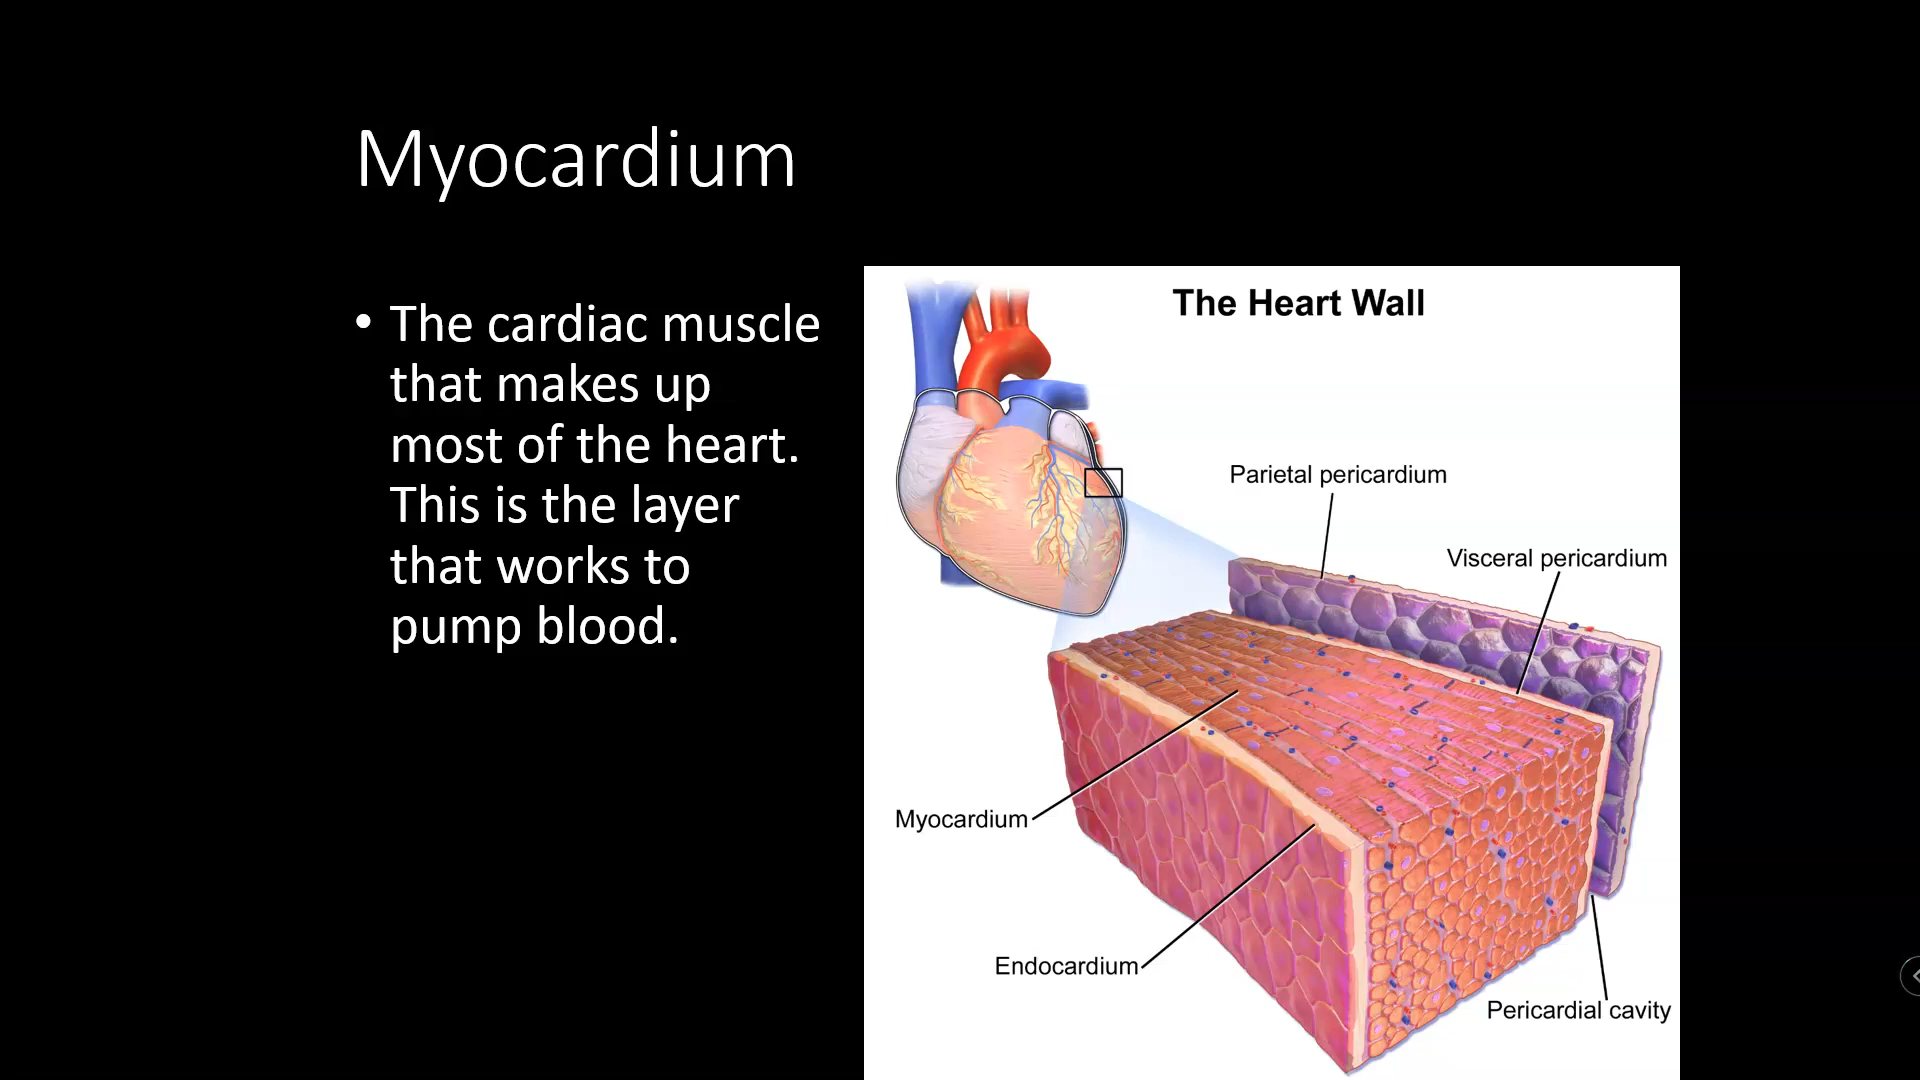 Myocardium
• The cardiac muscle
that makes up
most of the heart.
This is the layer
that works to
pump blood.
The Heart Wall
Parietal pericardium
Visceral pericardium
Myocardium
Endocardium
Pericardial cavity